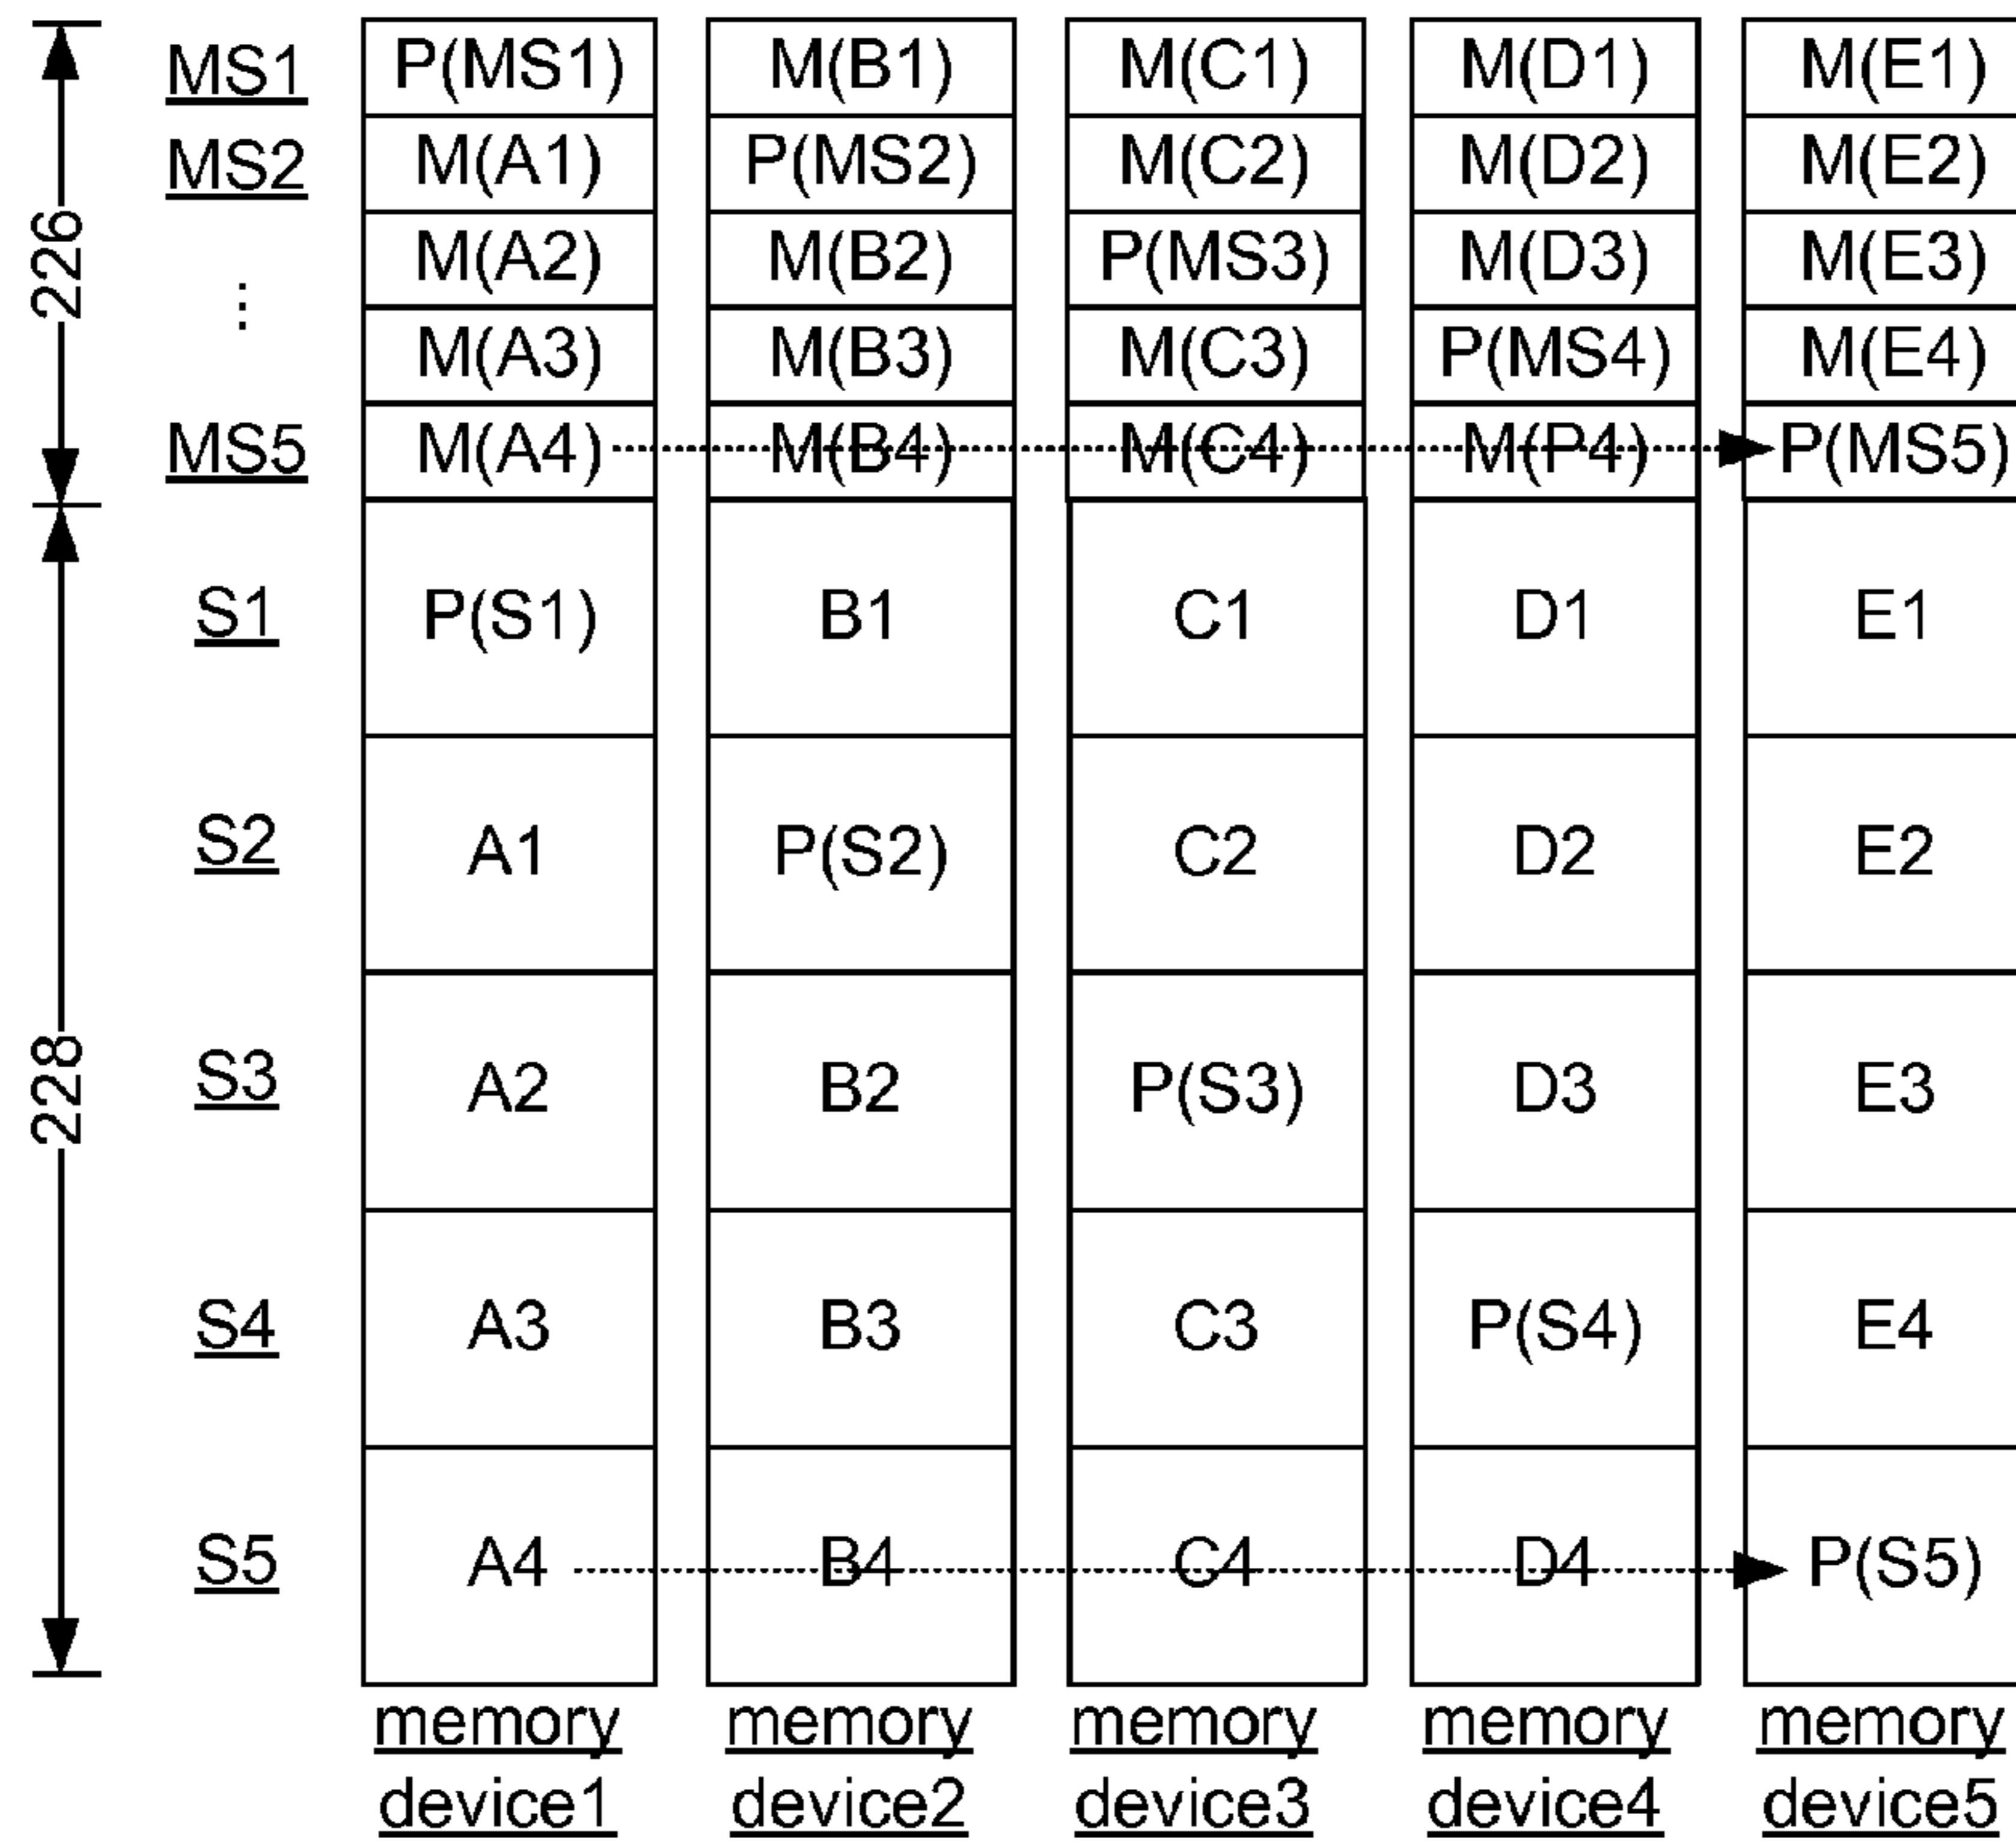 226
228
MS1 P(MS1) M(B1) M(C1) M(D1) M(E1)
MS2 M(A1) P(MS2) M(C2) M(D2) M(E2)
⋮ M(A2) M(B2) P(MS3) M(D3) M(E3)
M(A3) M(B3) M(C3) P(MS4) M(E4)
MS5 M(A4) M(B4) M(C4) M(P4) P(MS5)
S1 P(S1) B1 C1 D1 E1
S2 A1 P(S2) C2 D2 E2
S3 A2 B2 P(S3) D3 E3
S4 A3 B3 C3 P(S4) E4
S5 A4 B4 C4 D4 P(S5)
memory memory memory memory memory
device1 device2 device3 device4 device5